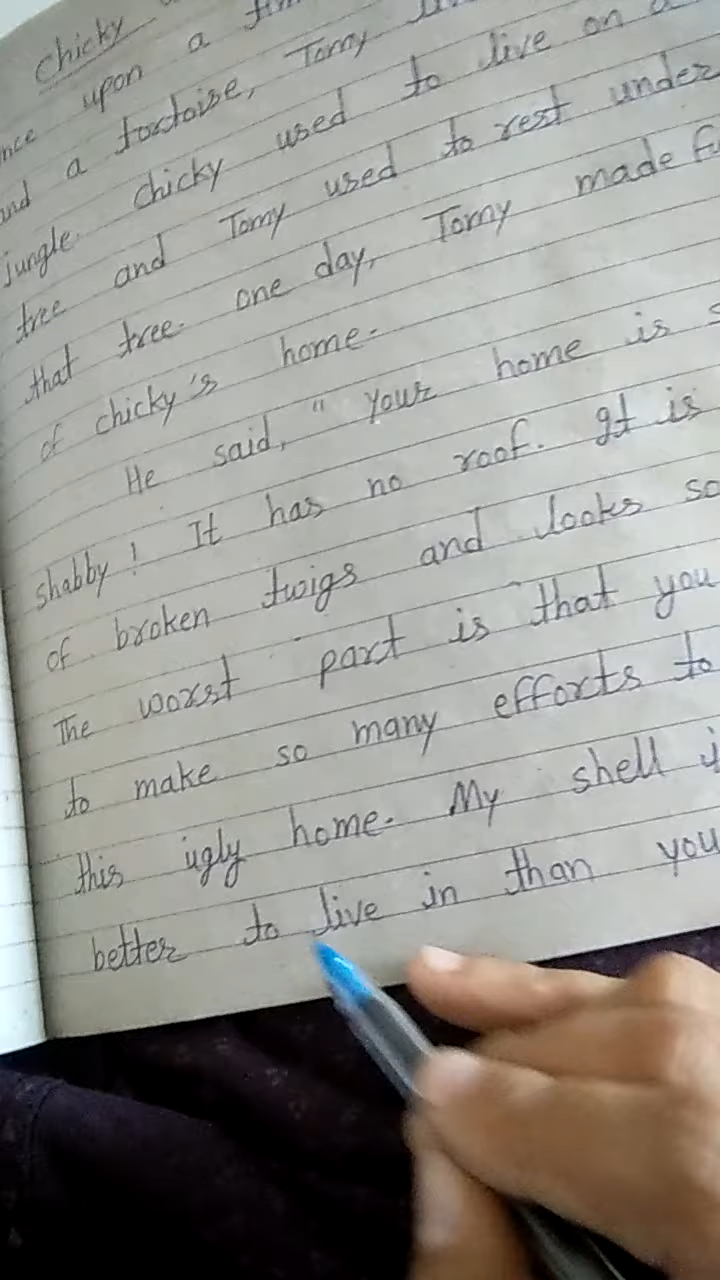 Chicky
upon a
and a tortoise, Tomy
jungle. chicky used to live on a
tree and Tomy used to rest under
that tree. one day, Tomy made
of chicky's home.
He said, " Your home is
shabby! It has no roof. It is
of broken twigs and looks so
The worst part is that you
to make so many efforts to
this ugly home. My shell
better to live in than you